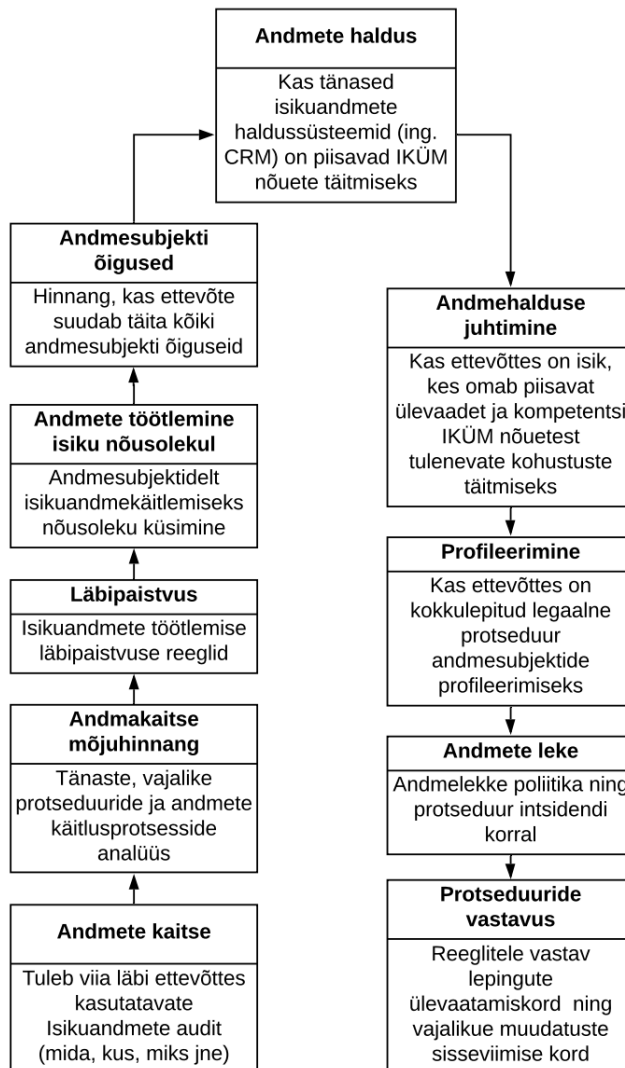 Andmete haldus
Kas tänased
isikuandmete
haldussüsteemid (ing.
CRM) on piisavad IKÜM
nõuete täitmiseks
Andmesubjekti
õigused
Hinnang, kas ettevõte
suudab täita kõiki
andmesubjekti õiguseid
Andmete töötlemine
isiku nõusolekul
Andmesubjektidelt
isikuandmekäitlemiseks
nõusoleku küsimine
Läbipaistvus
Isikuandmete töötlemise
läbipaistvuse reeglid
Andmakaitse
mõjuhinnang
Tänaste, vajalike
protseduuride ja andmete
käitlusprotsesside
analüüs
Andmete kaitse
Tuleb viia läbi ettevõttes
kasutatavate
Isikuandmete audit
(mida, kus, miks jne)
Andmehalduse
juhtimine
Kas ettevõttes on isik,
kes omab piisavat
ülevaadet ja kompetentsi
IKÜM nõuetest
tulenevate kohustuste
täitmiseks
Profileerimine
Kas ettevõttes on
kokkulepitud legaalne
protseduur
andmesubjektide
profileerimiseks
Andmete leke
Andmelekke poliitika ning
protseduur intsidendi
korral
Protseduuride
vastavus
Reeglitele vastav
lepingute
ülevaatamiskord ning
vajalikue muudatuste
sisseviimise kord